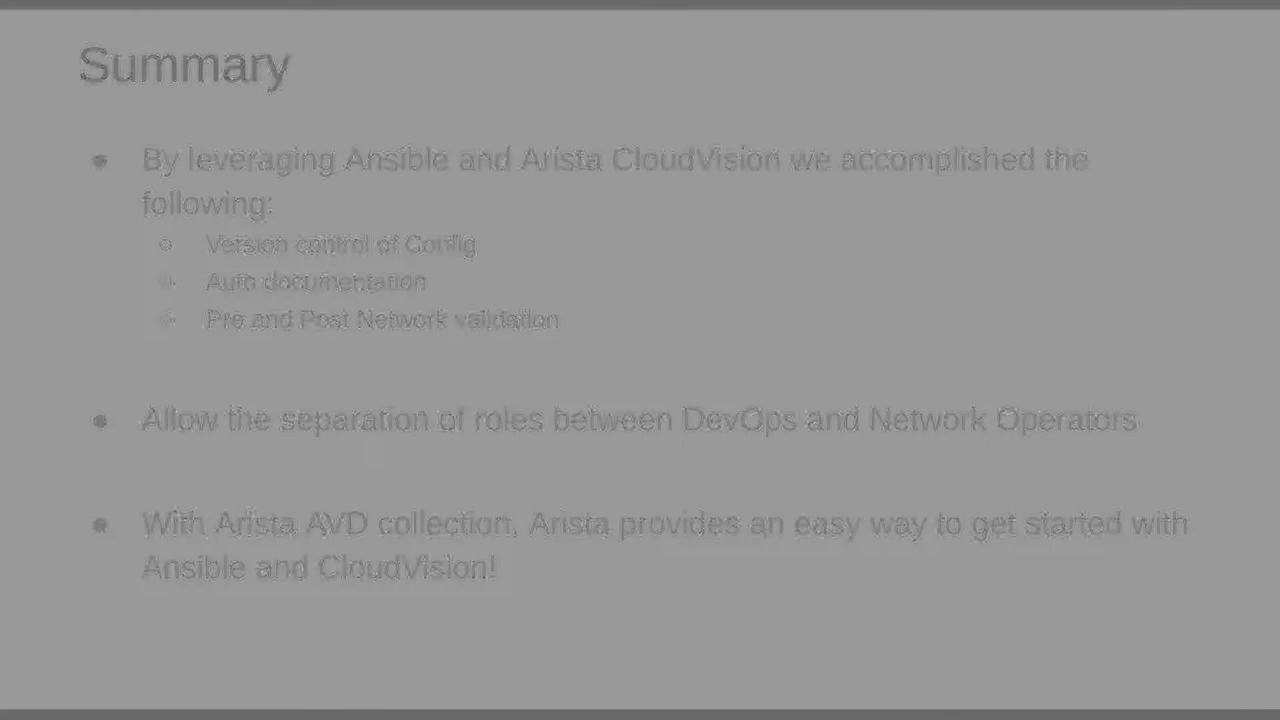 Summary
● By leveraging Ansible and Arista CloudVision we accomplished the
following:
○ Version control of Config
○ Auto documentation
○ Pre and Post Network validation
● Allow the separation of roles between DevOps and Network Operators
● With Arista AVD collection, Arista provides an easy way to get started with
Ansible and CloudVision!